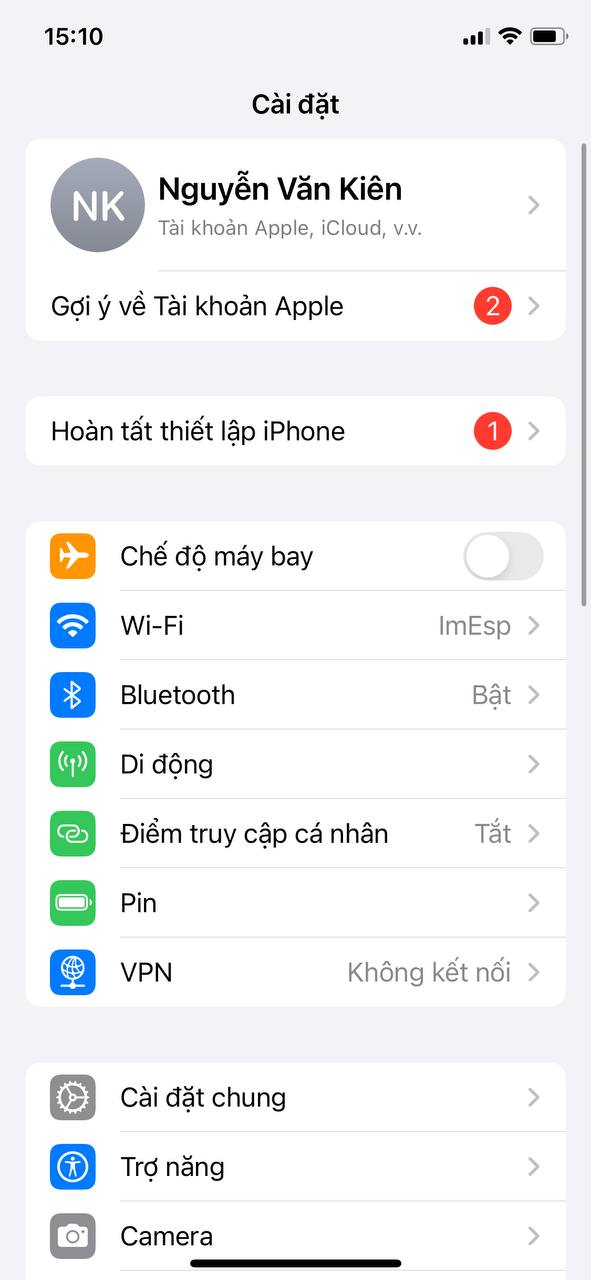 15:10
Cài đặt
NK
Nguyễn Văn Kiên
Tài khoản Apple, iCloud, v.v.
Gợi ý về Tài khoản Apple 2
Hoàn tất thiết lập iPhone 1
Chế độ máy bay
Wi-Fi ImEsp
Bluetooth Bật
Di động
Điểm truy cập cá nhân Tắt
Pin
VPN Không kết nối
Cài đặt chung
Trợ năng
Camera